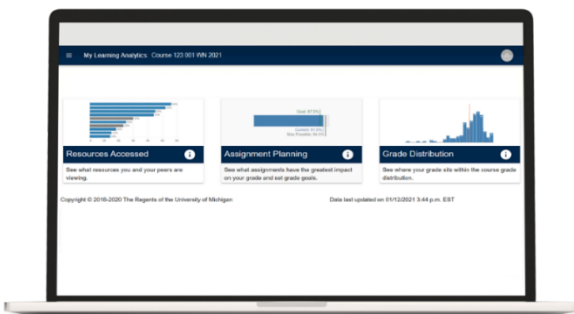 My Learning Analytics Course 123 001 WN 2021
Resources Accessed
See what resources you and your peers are
viewing.
Assignment Planning
See what assignments have the greatest impact
on your grade and set grade goals.
Grade Distribution
See where your grade sits within the course grade
distribution.
Copyright © 2016-2020 The Regents of the University of Michigan
Data last updated on 01/12/2021 3:44 p.m. EST